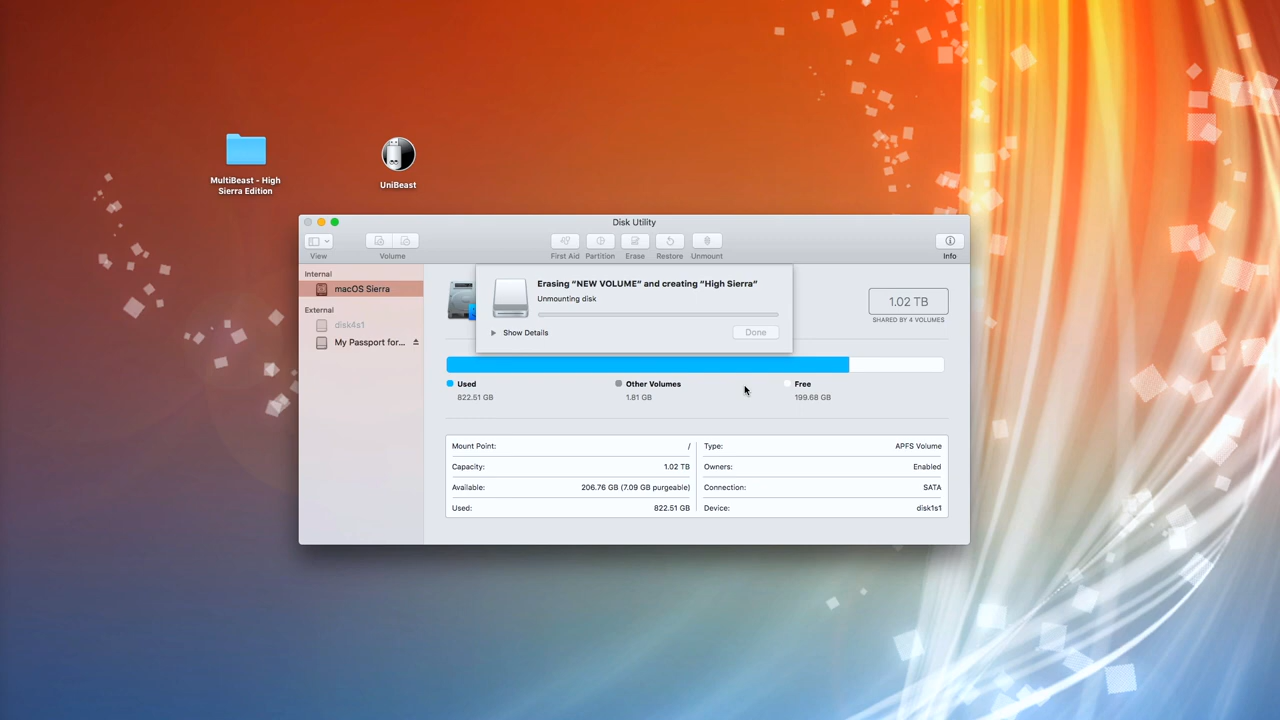 MultiBeast - High
Sierra Edition
UniBeast
Disk Utility
View
Volume
First Aid
Partition
Erase
Restore
Unmount
Info
Internal
macOS Sierra
External
disk4s1
My Passport for...
Erasing “NEW VOLUME” and creating “High Sierra”
Unmounting disk
Show Details
Done
1.02 TB
SHARED BY 4 VOLUMES
Used
822.51 GB
Other Volumes
1.81 GB
Free
199.68 GB
Mount Point: /
Capacity: 1.02 TB
Available: 206.76 GB (7.09 GB purgeable)
Used: 822.51 GB
Type: APFS Volume
Owners: Enabled
Connection: SATA
Device: disk1s1